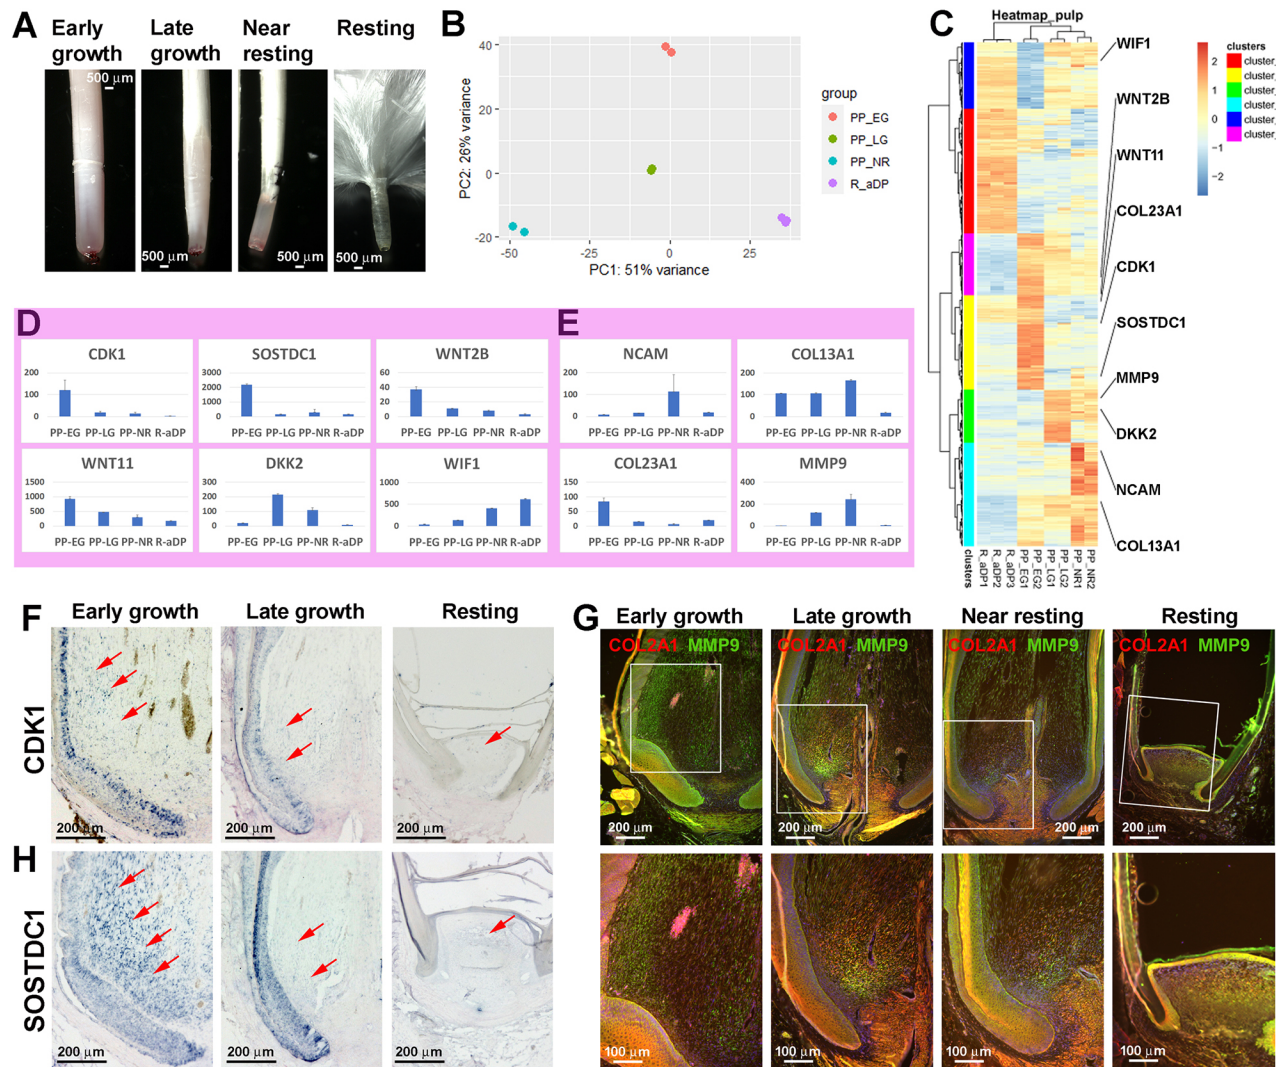 A
Early growth
Late growth
Near resting
Resting
500 µm
500 µm
500 µm
500 µm
B
PC2: 26% variance
40
20
0
-20
-50
-25
0
25
PC1: 51% variance
group
PP_EG
PP_LG
PP_NR
R_aDP
C
Heatmap_pulp
WIF1
WNT2B
WNT11
COL23A1
CDK1
SOSTDC1
MMP9
DKK2
NCAM
COL13A1
2
1
0
-1
-2
clusters
cluster_
cluster_
cluster_
cluster_
cluster_
cluster_
clusters
R_aDP1
R_aDP2
R_aDP3
PP_EG1
PP_EG2
PP_LG1
PP_LG2
PP_NR1
PP_NR2
D
CDK1
200
100
0
PP-EG PP-LG PP-NR R-aDP
SOSTDC1
3000
2000
1000
0
PP-EG PP-LG PP-NR R-aDP
WNT2B
60
40
20
0
PP-EG PP-LG PP-NR R-aDP
WNT11
1500
1000
500
0
PP-EG PP-LG PP-NR R-aDP
DKK2
300
200
100
0
PP-EG PP-LG PP-NR R-aDP
WIF1
1000
500
0
PP-EG PP-LG PP-NR R-aDP
E
NCAM
200
100
0
PP-EG PP-LG PP-NR R-aDP
COL13A1
200
100
0
PP-EG PP-LG PP-NR R-aDP
COL23A1
150
100
50
0
PP-EG PP-LG PP-NR R-aDP
MMP9
400
200
0
PP-EG PP-LG PP-NR R-aDP
F
Early growth
Late growth
Resting
CDK1
200 µm
200 µm
200 µm
H
SOSTDC1
200 µm
200 µm
200 µm
G
Early growth
Late growth
Near resting
Resting
COL2A1 MMP9
COL2A1 MMP9
COL2A1 MMP9
COL2A1 MMP9
200 µm
200 µm
200 µm
200 µm
100 µm
100 µm
100 µm
100 µm